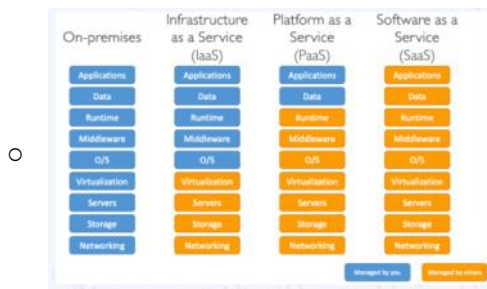 On-premises
Infrastructure as a Service (IaaS)
Platform as a Service (PaaS)
Software as a Service (SaaS)
Applications Applications Applications Applications
Data Data Data Data
Runtime Runtime Runtime Runtime
Middleware Middleware Middleware Middleware
O/S O/S O/S O/S
Virtualization Virtualization Virtualization Virtualization
Servers Servers Servers Servers
Storage Storage Storage Storage
Networking Networking Networking Networking
Managed by you Managed by others